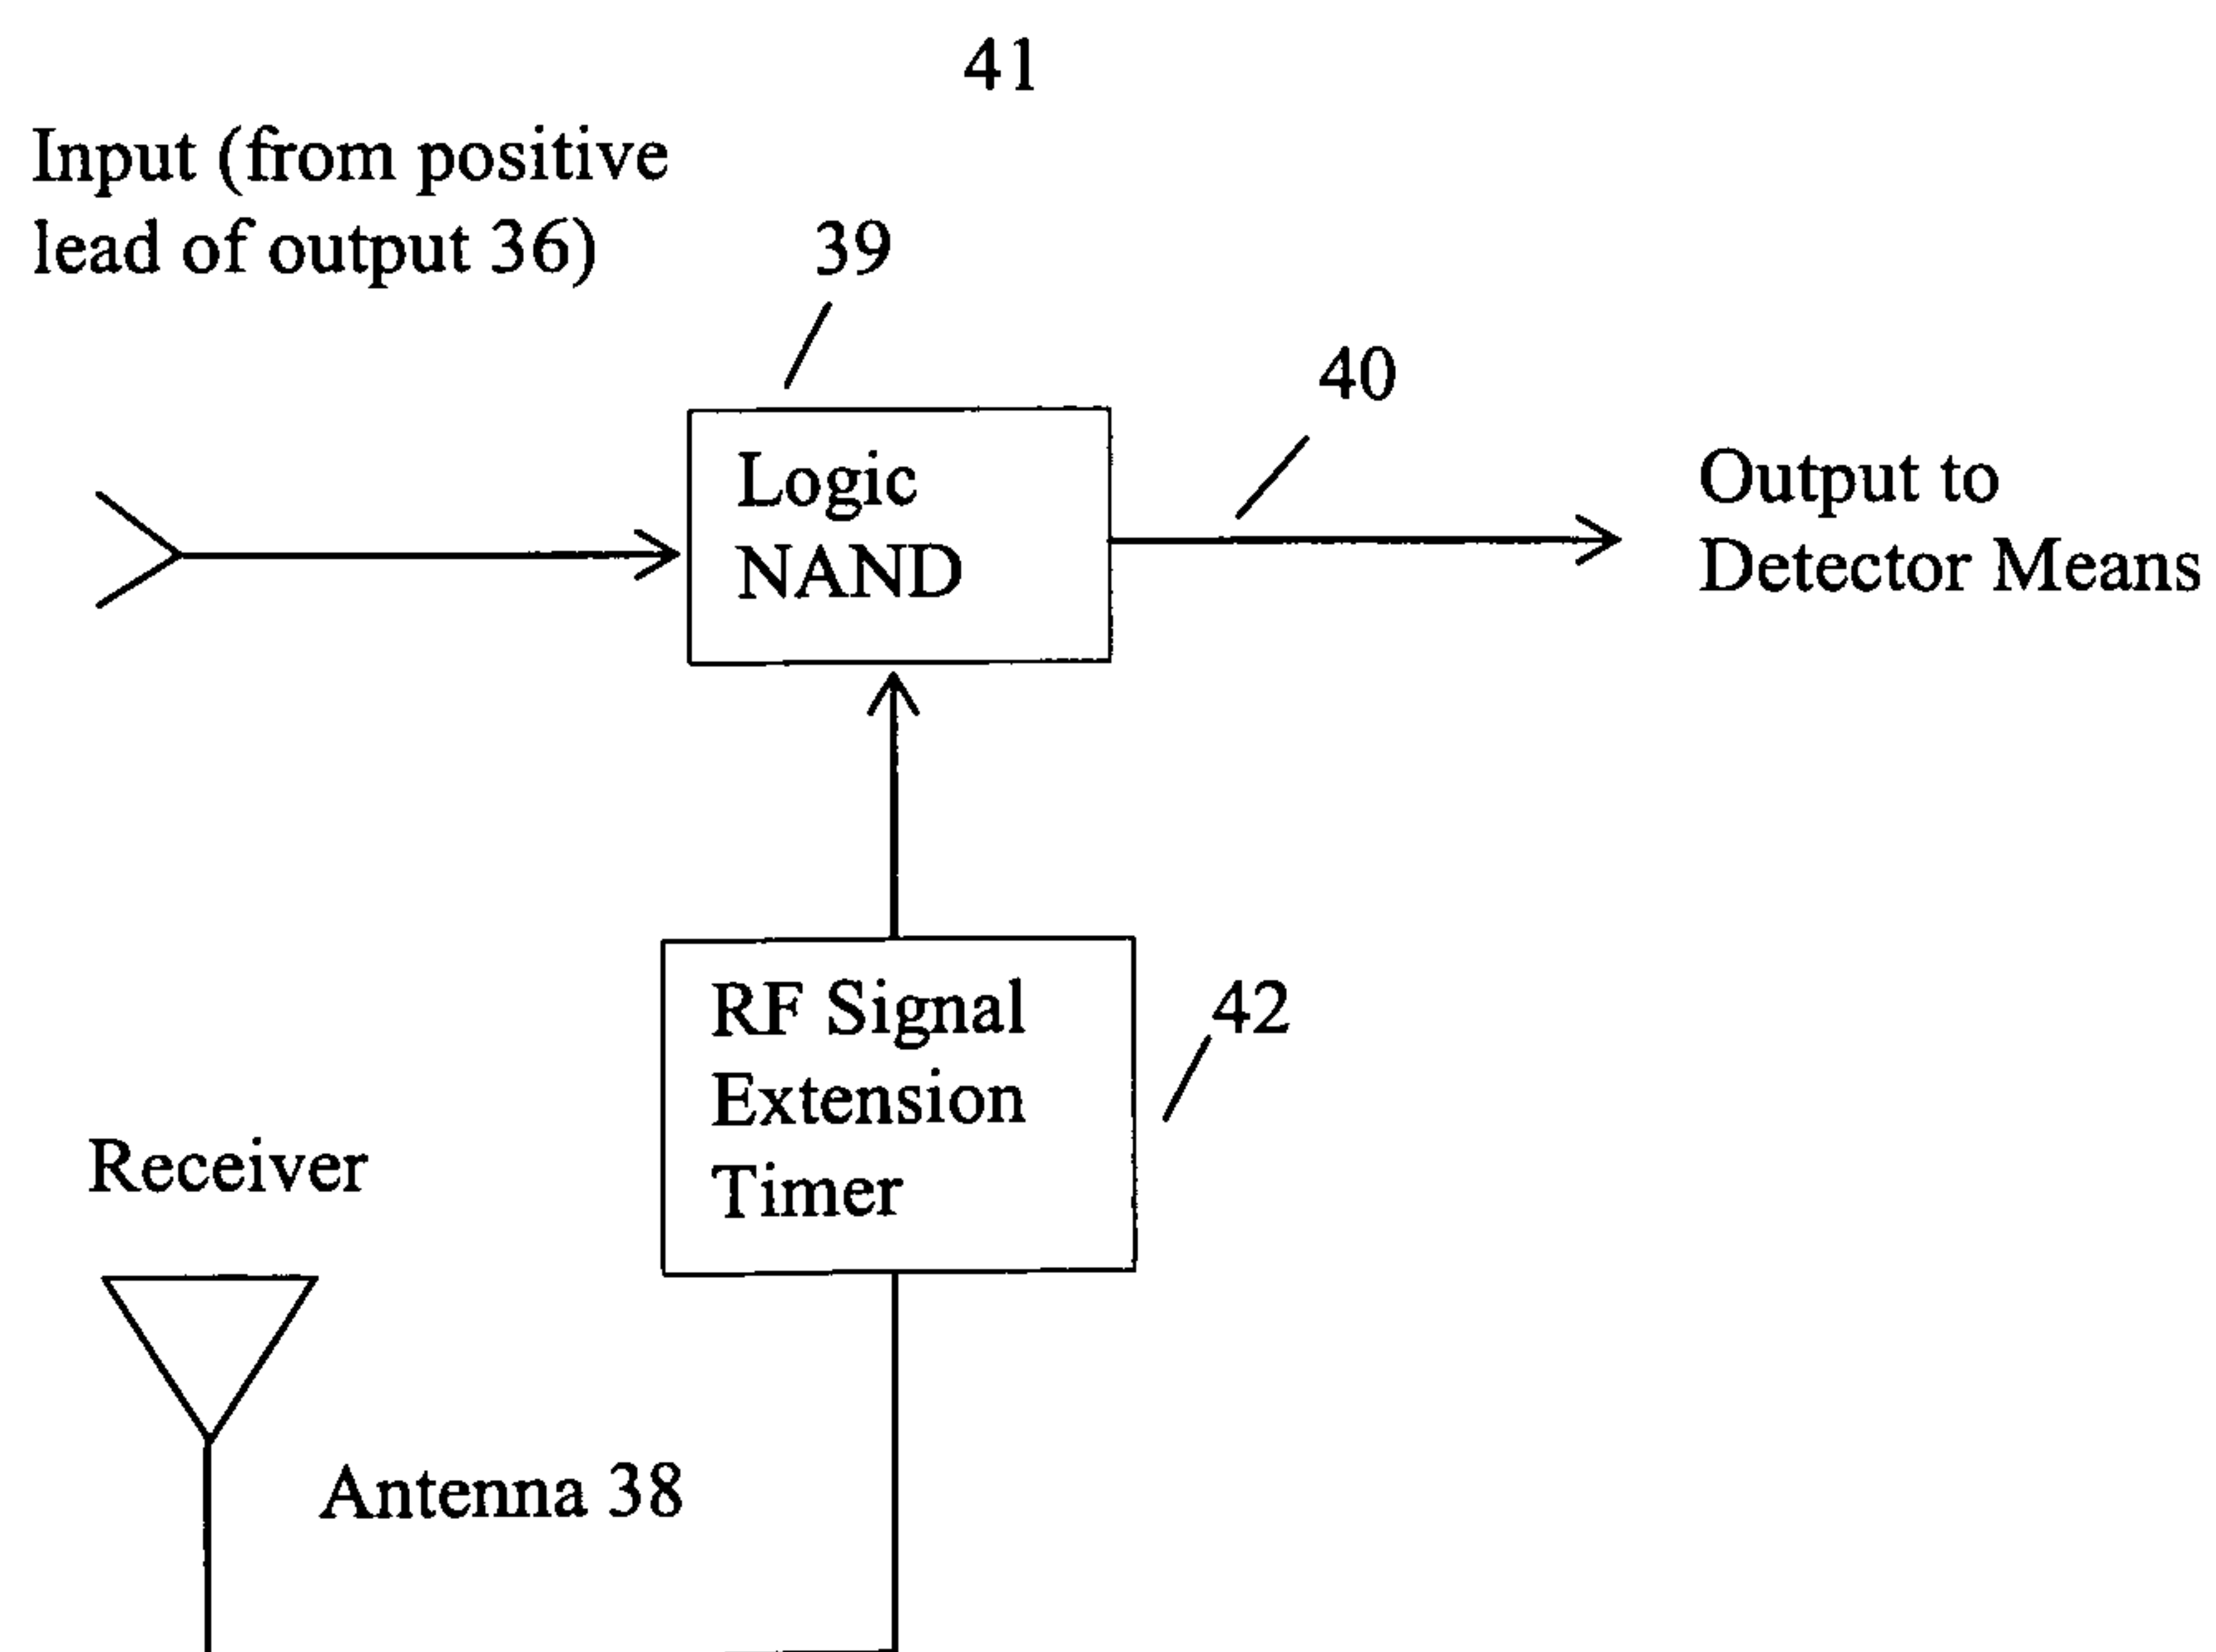 41
Input (from positive
lead of output 36)
39
40
Logic
NAND
Output to
Detector Means
RF Signal
Extension
Timer
42
Receiver
Antenna 38